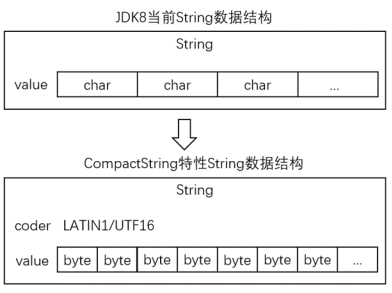 JDK8当前String数据结构
String
value char char char ...
CompactString特性String数据结构
String
coder LATIN1/UTF16
value byte byte byte byte byte byte byte ...